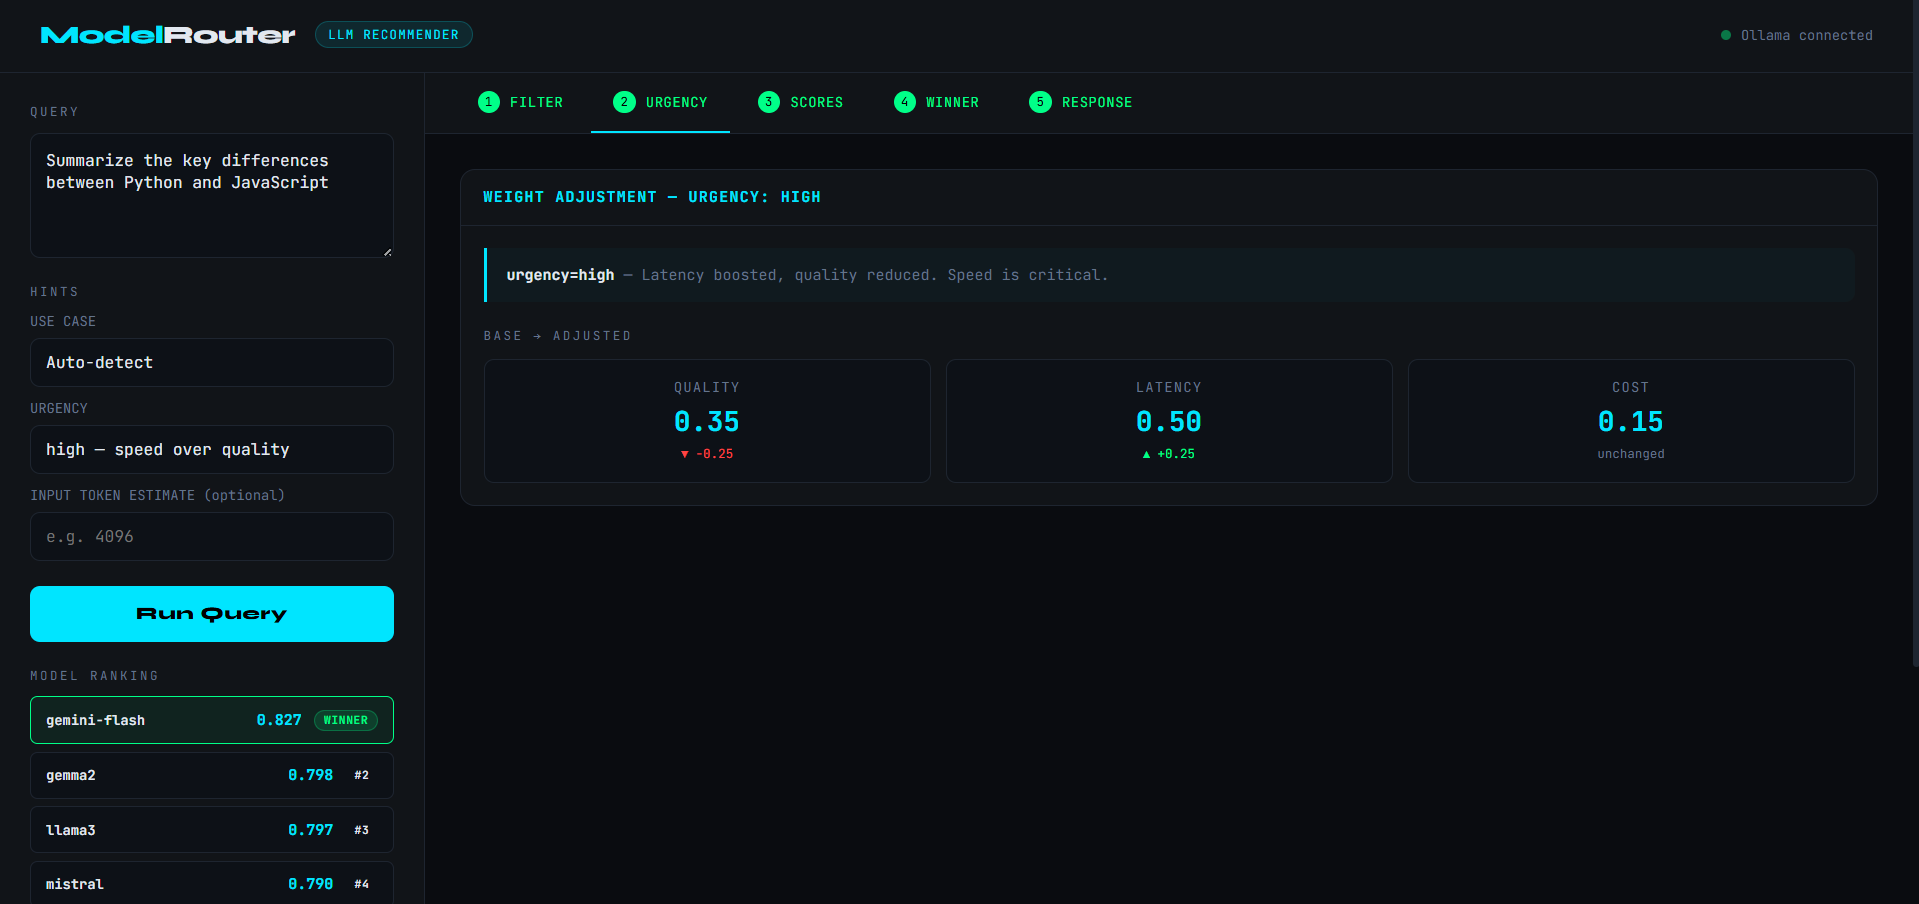 ModelRouter
LLM RECOMMENDER
Ollama connected
QUERY
Summarize the key differences
between Python and JavaScript
HINTS
USE CASE
Auto-detect
URGENCY
high — speed over quality
INPUT TOKEN ESTIMATE (optional)
e.g. 4096
Run Query
MODEL RANKING
gemini-flash 0.827 WINNER
gemma2 0.798 #2
llama3 0.797 #3
mistral 0.790 #4
1 FILTER
2 URGENCY
3 SCORES
4 WINNER
5 RESPONSE
WEIGHT ADJUSTMENT — URGENCY: HIGH
urgency=high — Latency boosted, quality reduced. Speed is critical.
BASE → ADJUSTED
QUALITY
0.35
▼ -0.25
LATENCY
0.50
▲ +0.25
COST
0.15
unchanged